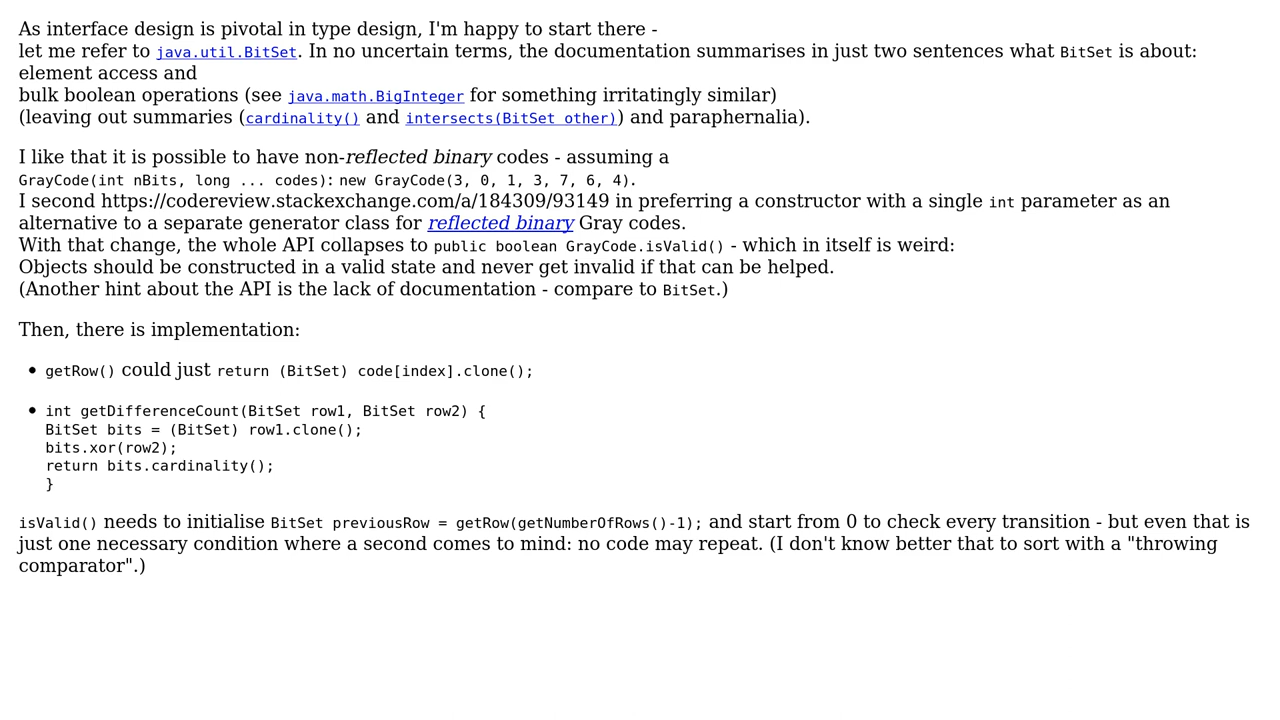 As interface design is pivotal in type design, I'm happy to start there -
let me refer to java.util.BitSet. In no uncertain terms, the documentation summarises in just two sentences what BitSet is about:
element access and
bulk boolean operations (see java.math.BigInteger for something irritatingly similar)
(leaving out summaries (cardinality() and intersects(BitSet other)) and paraphernalia).
I like that it is possible to have non-reflected binary codes - assuming a
GrayCode(int nBits, long ... codes): new GrayCode(3, 0, 1, 3, 7, 6, 4).
I second https://codereview.stackexchange.com/a/184309/93149 in preferring a constructor with a single int parameter as an
alternative to a separate generator class for reflected binary Gray codes.
With that change, the whole API collapses to public boolean GrayCode.isValid() - which in itself is weird:
Objects should be constructed in a valid state and never get invalid if that can be helped.
(Another hint about the API is the lack of documentation - compare to BitSet.)
Then, there is implementation:
• getRow() could just return (BitSet) code[index].clone();
• int getDifferenceCount(BitSet row1, BitSet row2) {
BitSet bits = (BitSet) row1.clone();
bits.xor(row2);
return bits.cardinality();
}
isValid() needs to initialise BitSet previousRow = getRow(getNumberOfRows()-1); and start from 0 to check every transition - but even that is
just one necessary condition where a second comes to mind: no code may repeat. (I don't know better that to sort with a "throwing
comparator".)